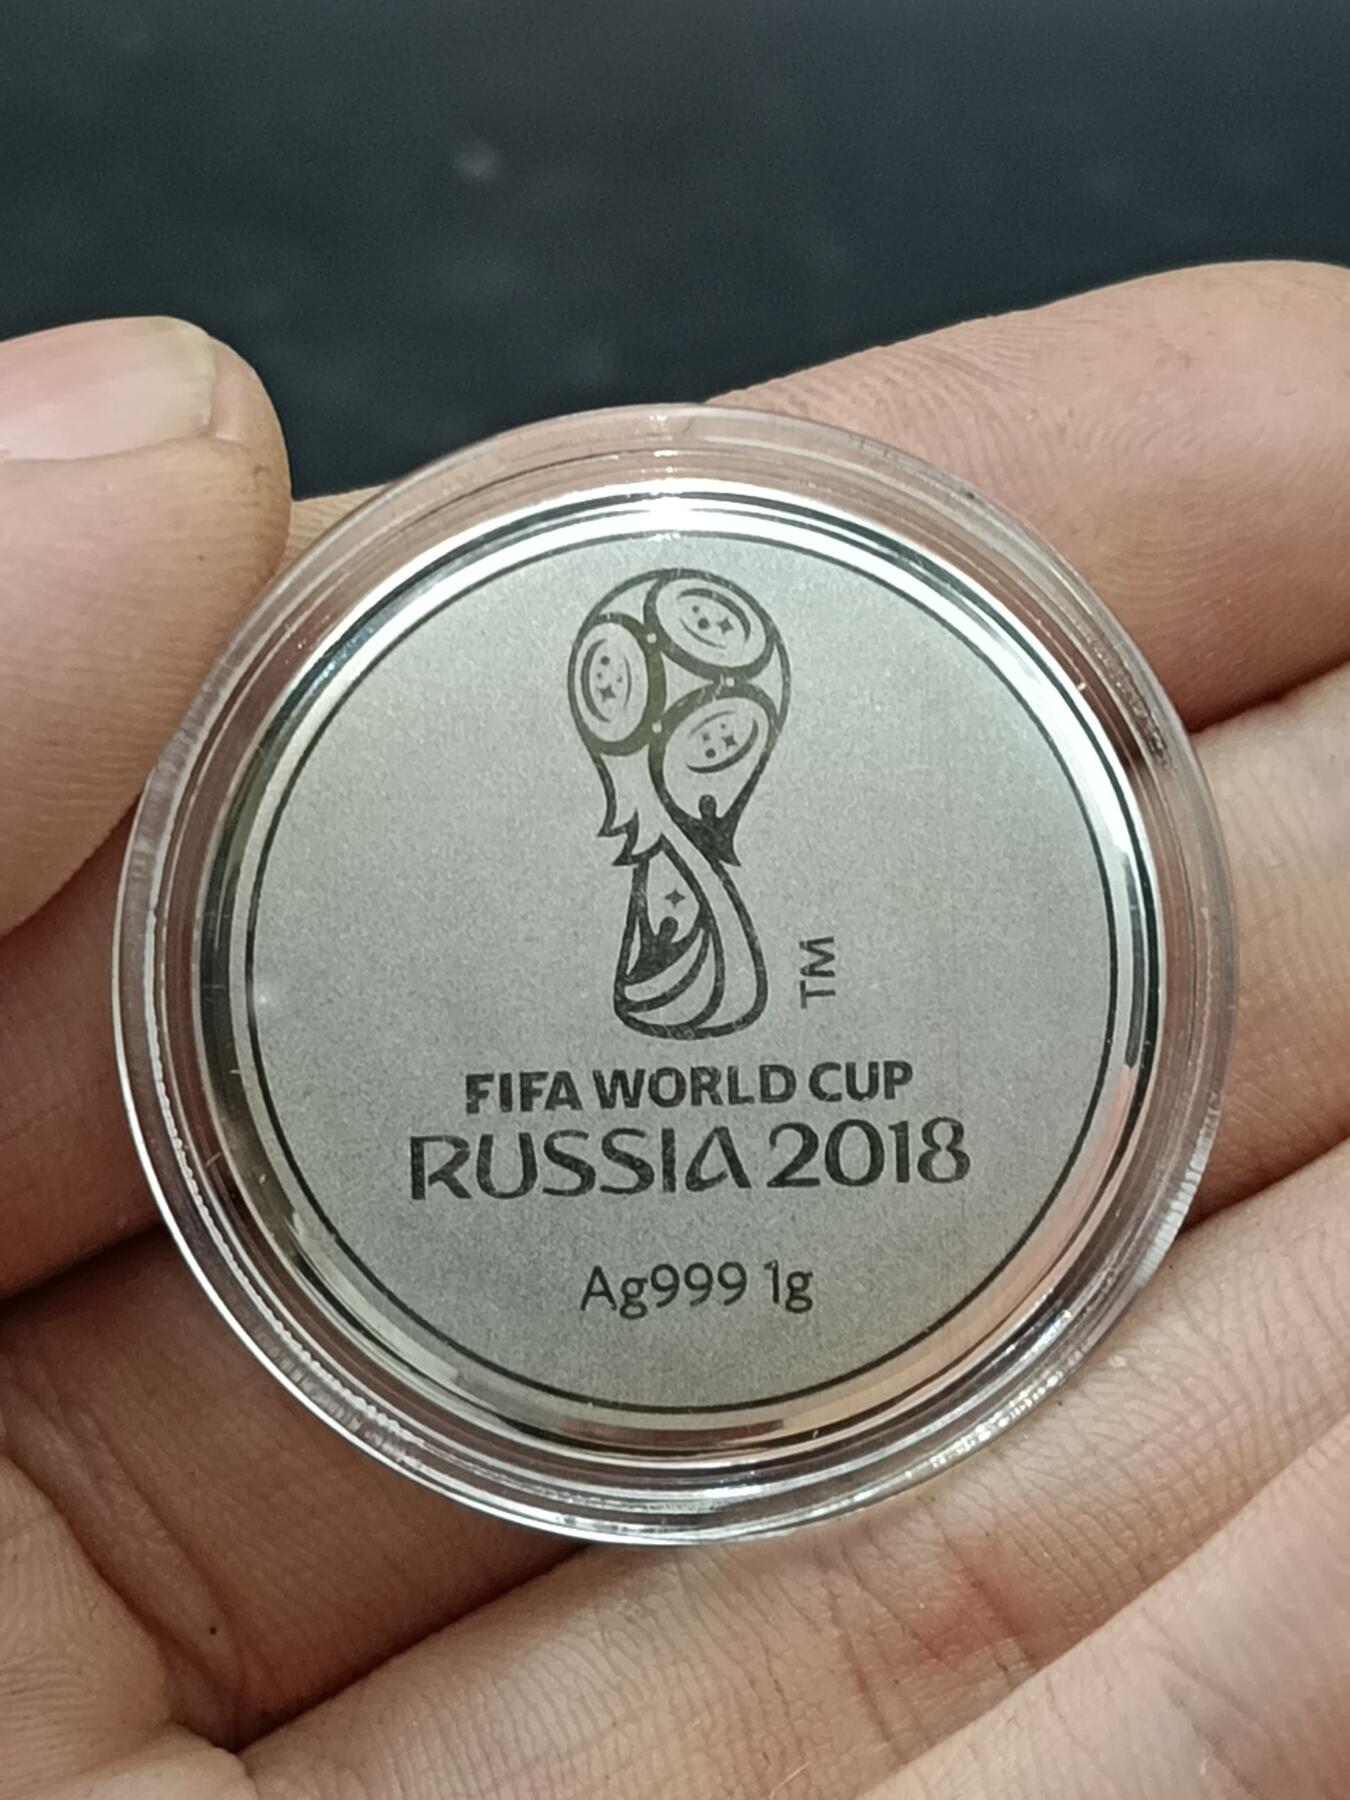 TM
FIFA WORLD CUP
RUSSIA 2018
Ag999 1g